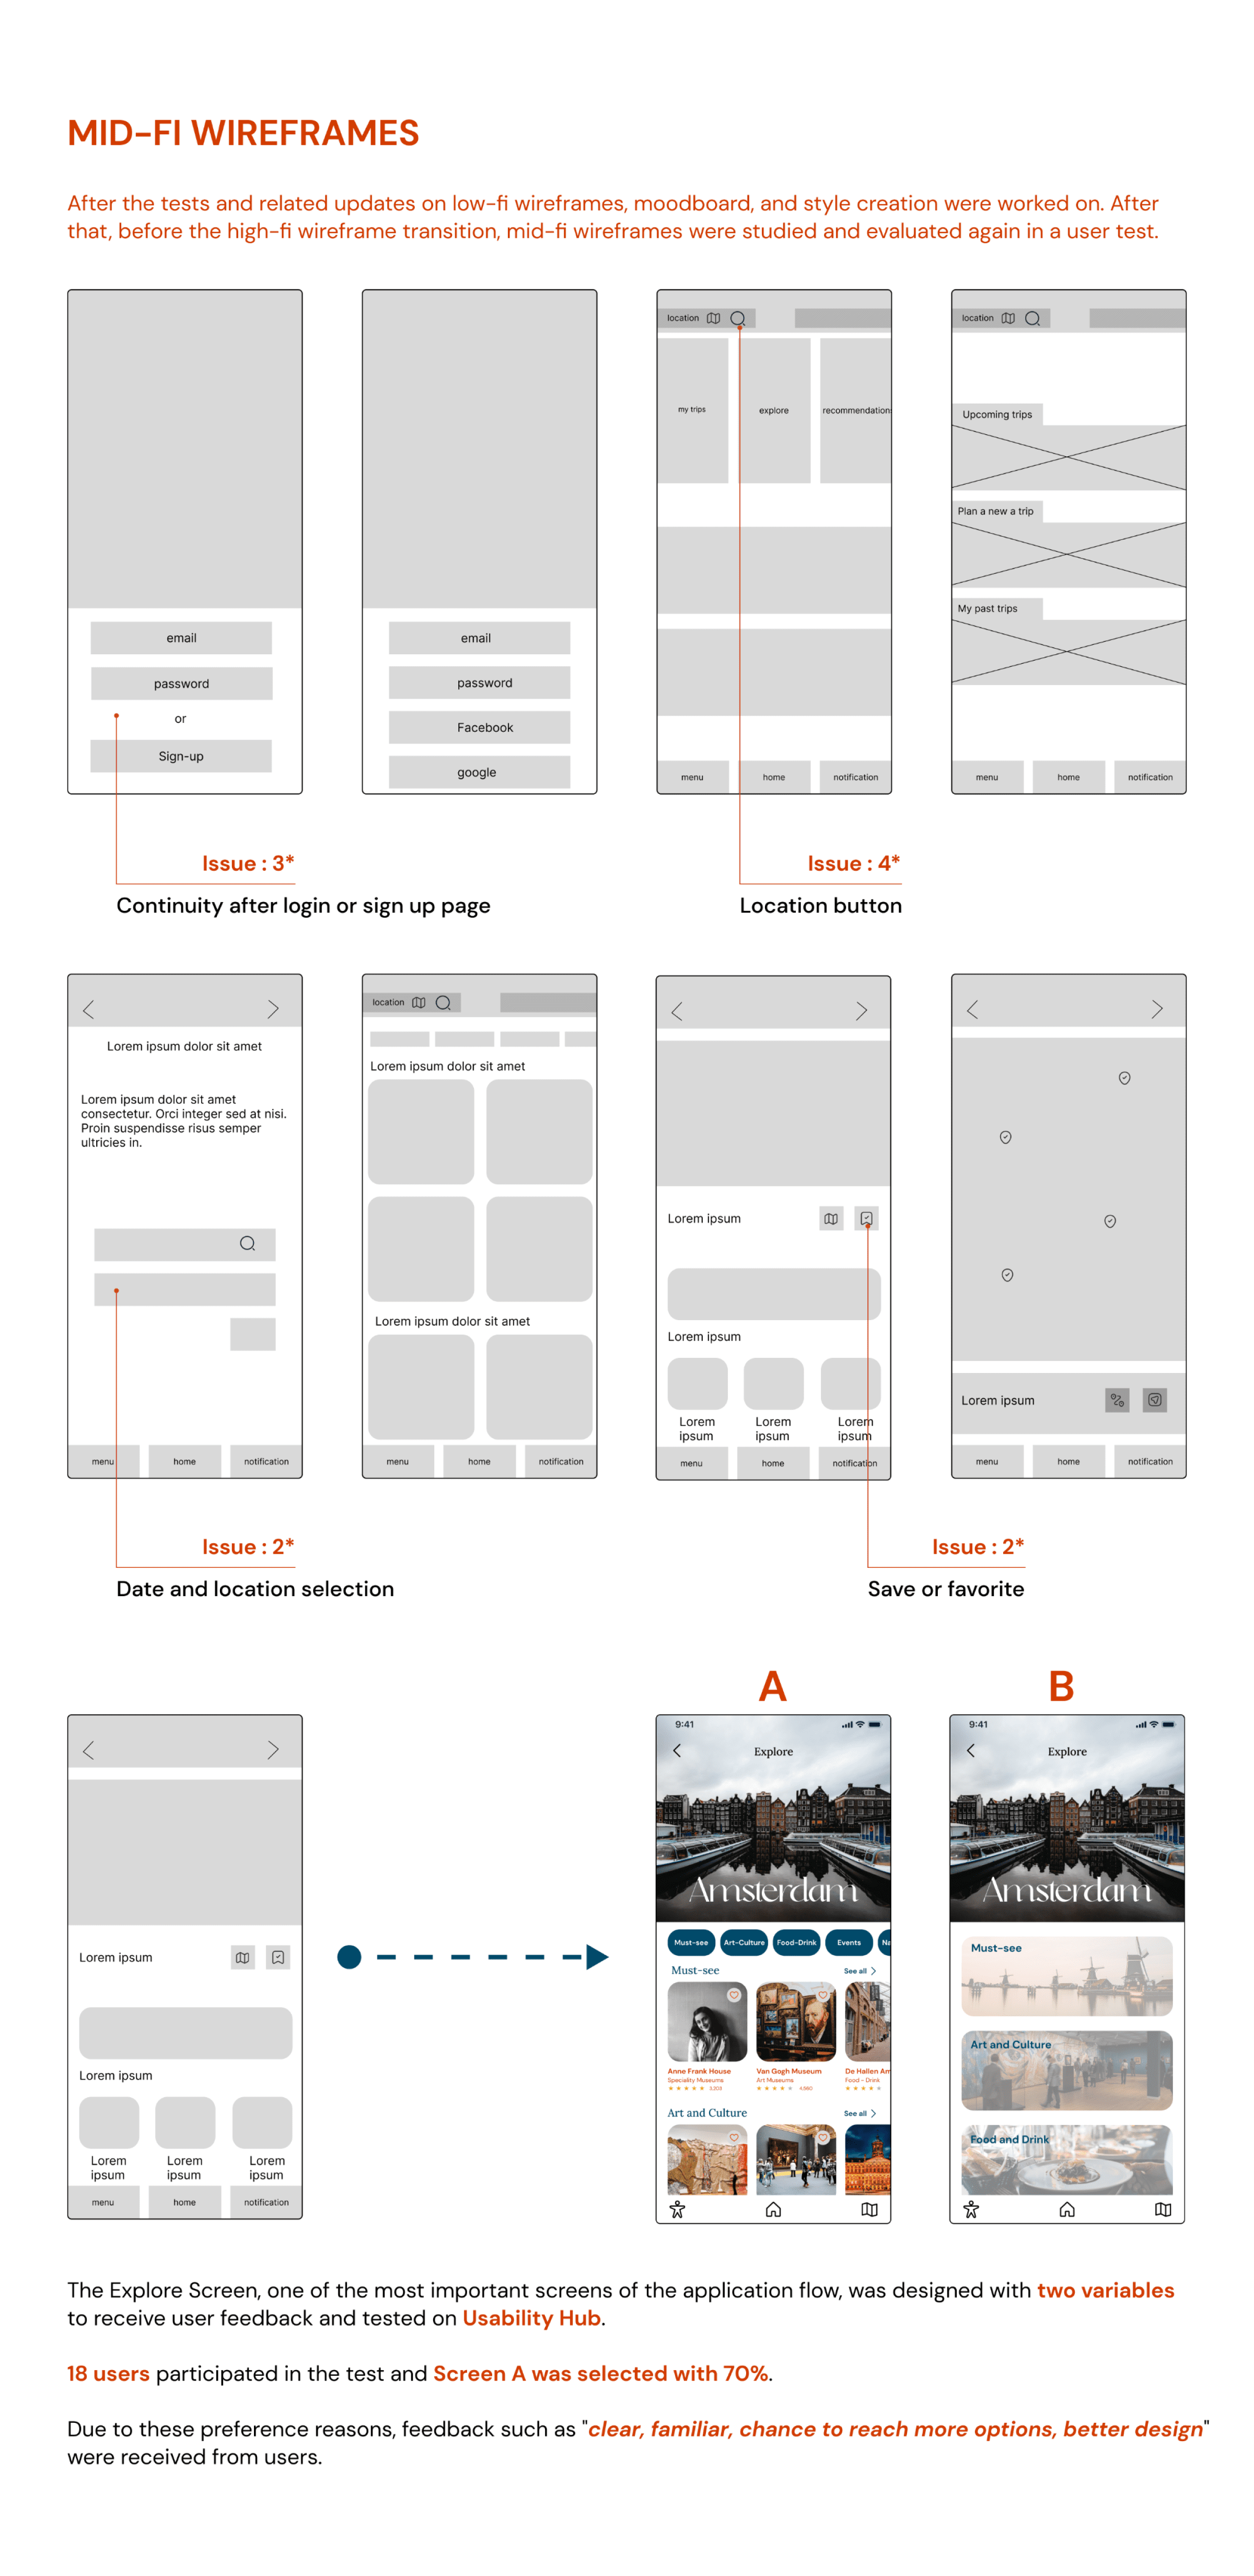 MID-FI WIREFRAMES
After the tests and related updates on low-fi wireframes, moodboard, and style creation were worked on. After
that, before the high-fi wireframe transition, mid-fi wireframes were studied and evaluated again in a user test.
email
password
or
Sign-up
email
password
Facebook
google
location
my trips
explore
recommendation
menu
home
notification
location
Upcoming trips
Plan a new a trip
My past trips
menu
home
notification
Issue : 3*
Continuity after login or sign up page
Issue : 4*
Location button
Lorem ipsum dolor sit amet
Lorem ipsum dolor sit amet
consectetur. Orci integer sed at nisi.
Proin suspendisse risus semper
ultricies in.
menu
home
notification
location
Lorem ipsum dolor sit amet
Lorem ipsum dolor sit amet
menu
home
notification
Lorem ipsum
Lorem ipsum
Lorem
ipsum
Lorem
ipsum
Lorem
ipsum
menu
home
notification
Lorem ipsum
menu
home
notification
Issue : 2*
Date and location selection
Issue : 2*
Save or favorite
Lorem ipsum
Lorem ipsum
Lorem
ipsum
Lorem
ipsum
Lorem
ipsum
menu
home
notification
A
9:41
Explore
Amsterdam
Must-see
Art-Culture
Food-Drink
Events
Na
Must-see
See all
Anne Frank House
Speciality Museums
3,203
Van Gogh Museum
Art Museums
4,560
De Hallen Am
Food - Drink
Art and Culture
See all
B
9:41
Explore
Amsterdam
Must-see
Art and Culture
Food and Drink
The Explore Screen, one of the most important screens of the application flow, was designed with two variables
to receive user feedback and tested on Usability Hub.
18 users participated in the test and Screen A was selected with 70%.
Due to these preference reasons, feedback such as "clear, familiar, chance to reach more options, better design"
were received from users.